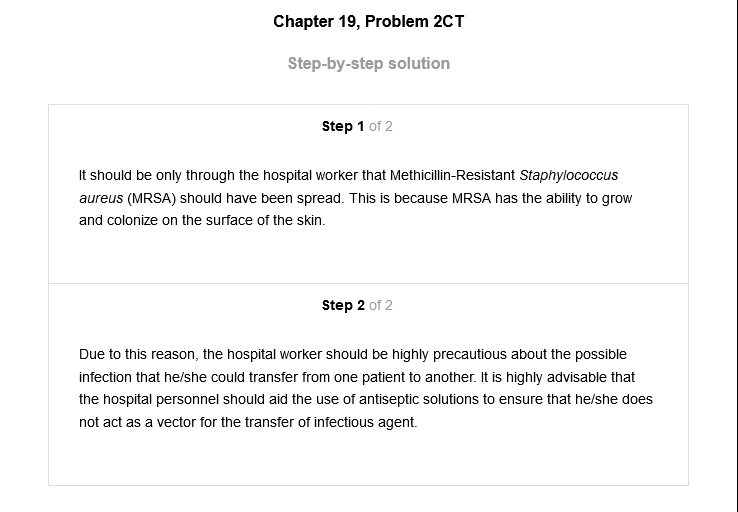 Chapter 19, Problem 2CT
Step-by-step solution
Step 1 of 2
It should be only through the hospital worker that Methicillin-Resistant Staphylococcus
aureus (MRSA) should have been spread. This is because MRSA has the ability to grow
and colonize on the surface of the skin.
Step 2 of 2
Due to this reason, the hospital worker should be highly precautious about the possible
infection that he/she could transfer from one patient to another. It is highly advisable that
the hospital personnel should aid the use of antiseptic solutions to ensure that he/she does
not act as a vector for the transfer of infectious agent.